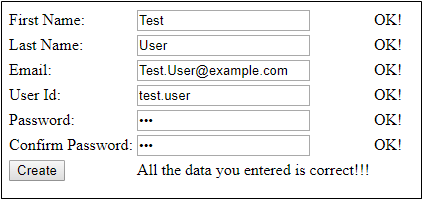 First Name: Test OK!
Last Name: User OK!
Email: Test.User@example.com OK!
User Id: test.user OK!
Password: ••• OK!
Confirm Password: ••• OK!
Create All the data you entered is correct!!!